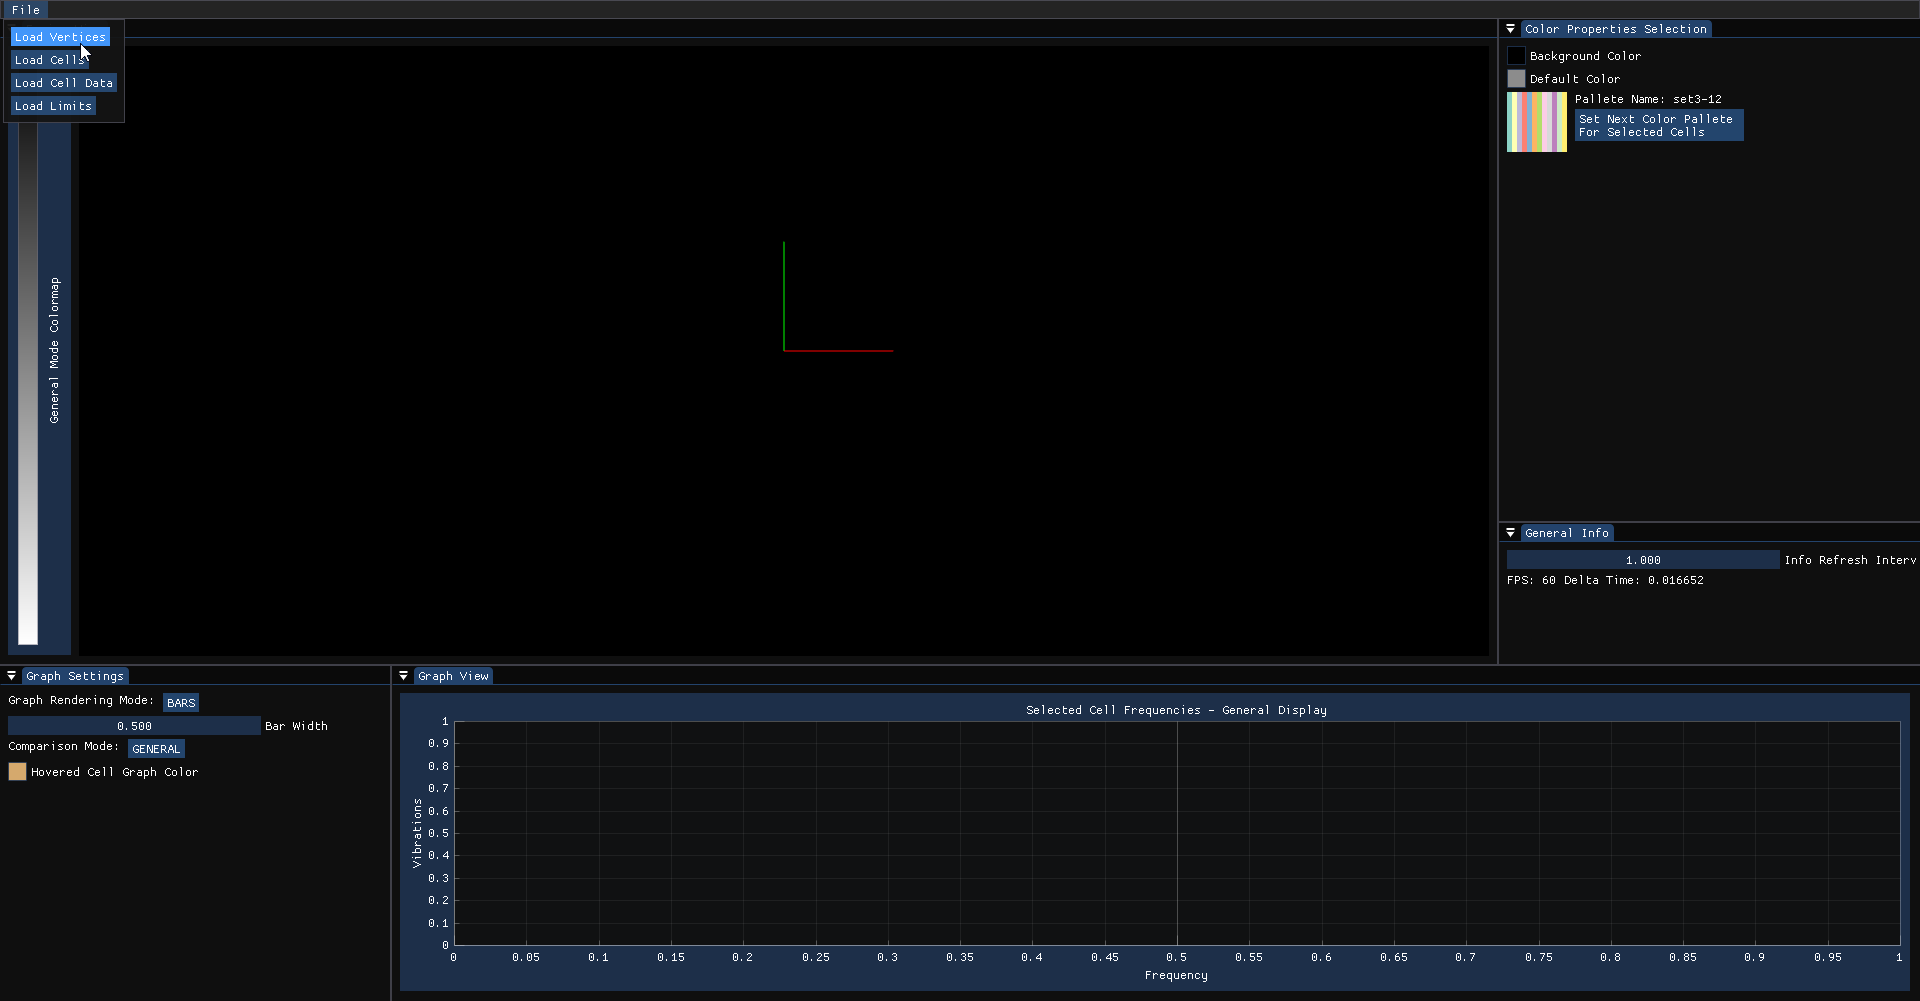 File
Load Vertices
Load Cells
Load Cell Data
Load Limits
General Mode Colormap
Color Properties Selection
Background Color
Default Color
Pallete Name: set3-12
Set Next Color Pallete
For Selected Cells
General Info
1.000 Info Refresh Interv
FPS: 60 Delta Time: 0.016652
Graph Settings
Graph Rendering Mode: BARS
0.500 Bar Width
Comparison Mode: GENERAL
Hovered Cell Graph Color
Graph View
Selected Cell Frequencies - General Display
Vibrations
1
0.9
0.8
0.7
0.6
0.5
0.4
0.3
0.2
0.1
0
0 0.05 0.1 0.15 0.2 0.25 0.3 0.35 0.4 0.45 0.5 0.55 0.6 0.65 0.7 0.75 0.8 0.85 0.9 0.95 1
Frequency